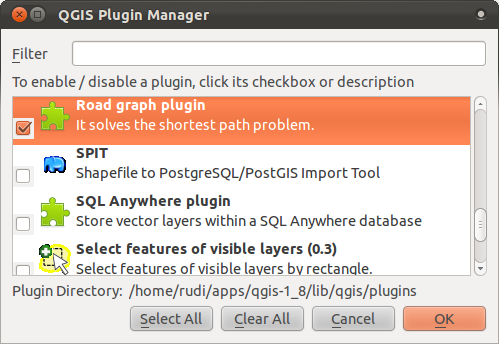 QGIS Plugin Manager
Filter
To enable / disable a plugin, click its checkbox or description
Road graph plugin
It solves the shortest path problem.
SPIT
Shapefile to PostgreSQL/PostGIS Import Tool
SQL Anywhere plugin
Store vector layers within a SQL Anywhere database
Select features of visible layers (0.3)
Select features of visible layers by rectangle.
Plugin Directory: /home/rudi/apps/qgis-1_8/lib/qgis/plugins
Select All Clear All Cancel OK